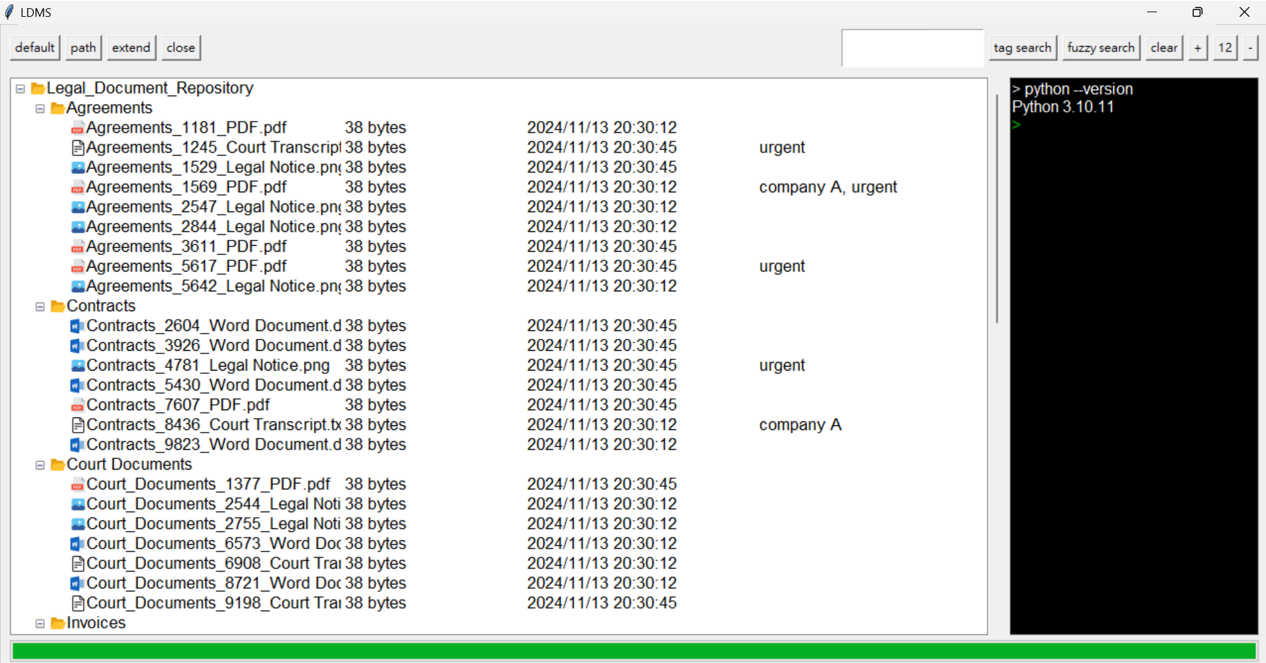 LDMS
default path extend close tag search fuzzy search clear + 12 -
Legal_Document_Repository
Agreements
Agreements_1181_PDF.pdf 38 bytes 2024/11/13 20:30:12
Agreements_1245_Court Transcript 38 bytes 2024/11/13 20:30:45 urgent
Agreements_1529_Legal Notice.png 38 bytes 2024/11/13 20:30:45
Agreements_1569_PDF.pdf 38 bytes 2024/11/13 20:30:12 company A, urgent
Agreements_2547_Legal Notice.png 38 bytes 2024/11/13 20:30:12
Agreements_2844_Legal Notice.png 38 bytes 2024/11/13 20:30:12
Agreements_3611_PDF.pdf 38 bytes 2024/11/13 20:30:45
Agreements_5617_PDF.pdf 38 bytes 2024/11/13 20:30:45 urgent
Agreements_5642_Legal Notice.png 38 bytes 2024/11/13 20:30:12
Contracts
Contracts_2604_Word Document.d 38 bytes 2024/11/13 20:30:45
Contracts_3926_Word Document.d 38 bytes 2024/11/13 20:30:45
Contracts_4781_Legal Notice.png 38 bytes 2024/11/13 20:30:45 urgent
Contracts_5430_Word Document.d 38 bytes 2024/11/13 20:30:45
Contracts_7607_PDF.pdf 38 bytes 2024/11/13 20:30:45
Contracts_8436_Court Transcript.tx 38 bytes 2024/11/13 20:30:12 company A
Contracts_9823_Word Document.d 38 bytes 2024/11/13 20:30:12
Court Documents
Court_Documents_1377_PDF.pdf 38 bytes 2024/11/13 20:30:45
Court_Documents_2544_Legal Noti 38 bytes 2024/11/13 20:30:12
Court_Documents_2755_Legal Noti 38 bytes 2024/11/13 20:30:12
Court_Documents_6573_Word Doc 38 bytes 2024/11/13 20:30:12
Court_Documents_6908_Court Trai 38 bytes 2024/11/13 20:30:12
Court_Documents_8721_Word Doc 38 bytes 2024/11/13 20:30:12
Court_Documents_9198_Court Trai 38 bytes 2024/11/13 20:30:45
Invoices
> python --version
Python 3.10.11
>